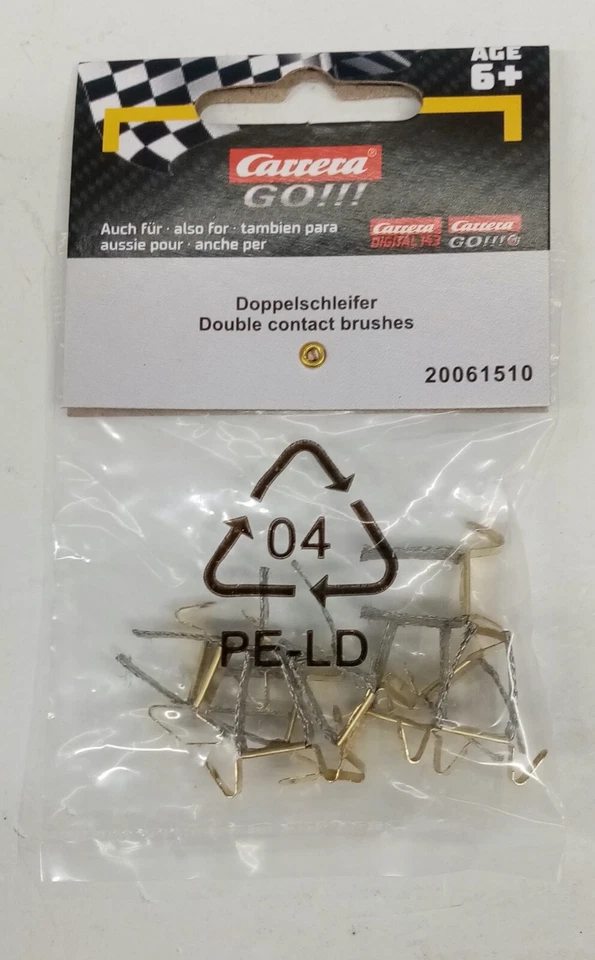 AGE
6+
Carrera®
GO!!!
Auch für · also for · tambien para
aussie pour · anche per
Carrera
DIGITAL 143
Carrera
GO!!!
Doppelschleifer
Double contact brushes
20061510
04
PE-LD